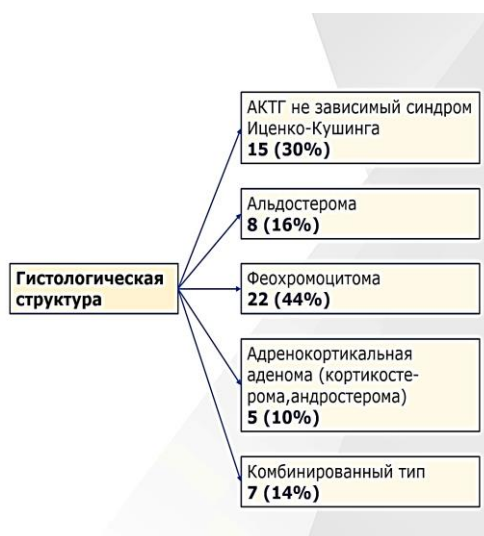 АКТГ не зависимый синдром
Иценко-Кушинга
15 (30%)
Альдостерома
8 (16%)
Гистологическая
структура
Феохромоцитома
22 (44%)
Адренокортикальная
аденома (кортикосте-
рома,андростерома)
5 (10%)
Комбинированный тип
7 (14%)